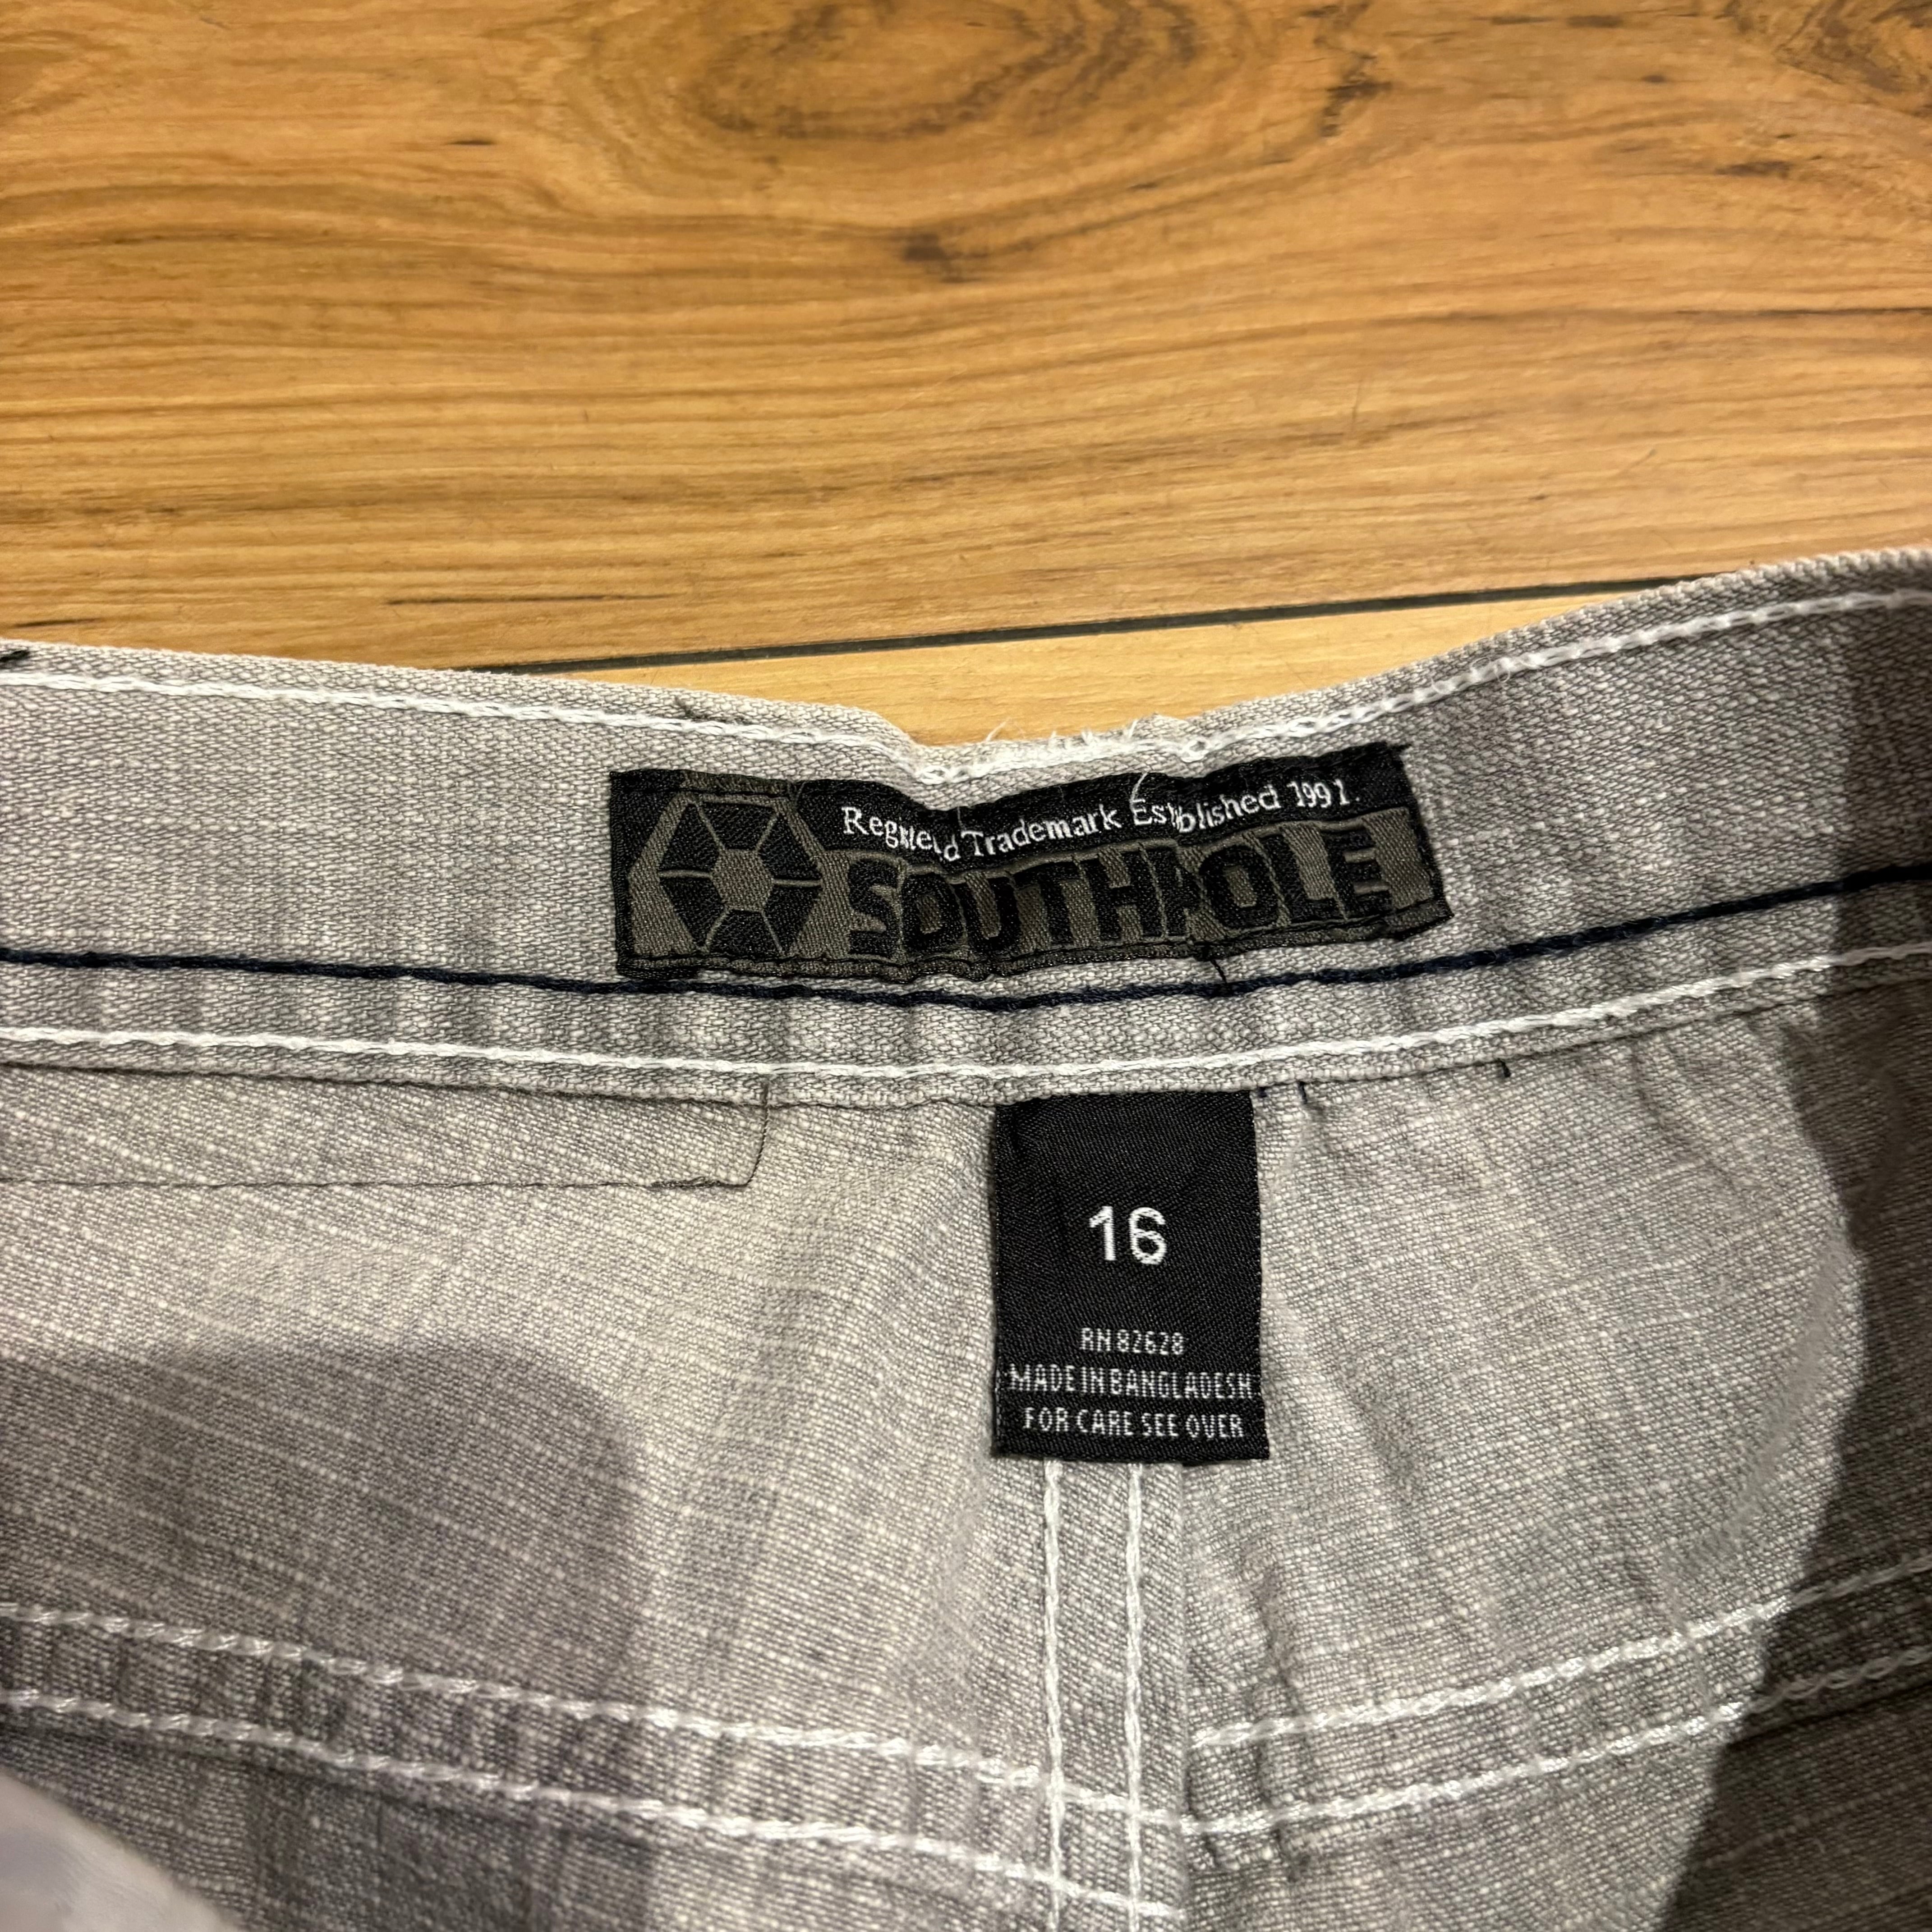 Registered Trademark Established 1991.
SOUTHPOLE
16
RN 82628
MADE IN BANGLADESH
FOR CARE SEE OVER